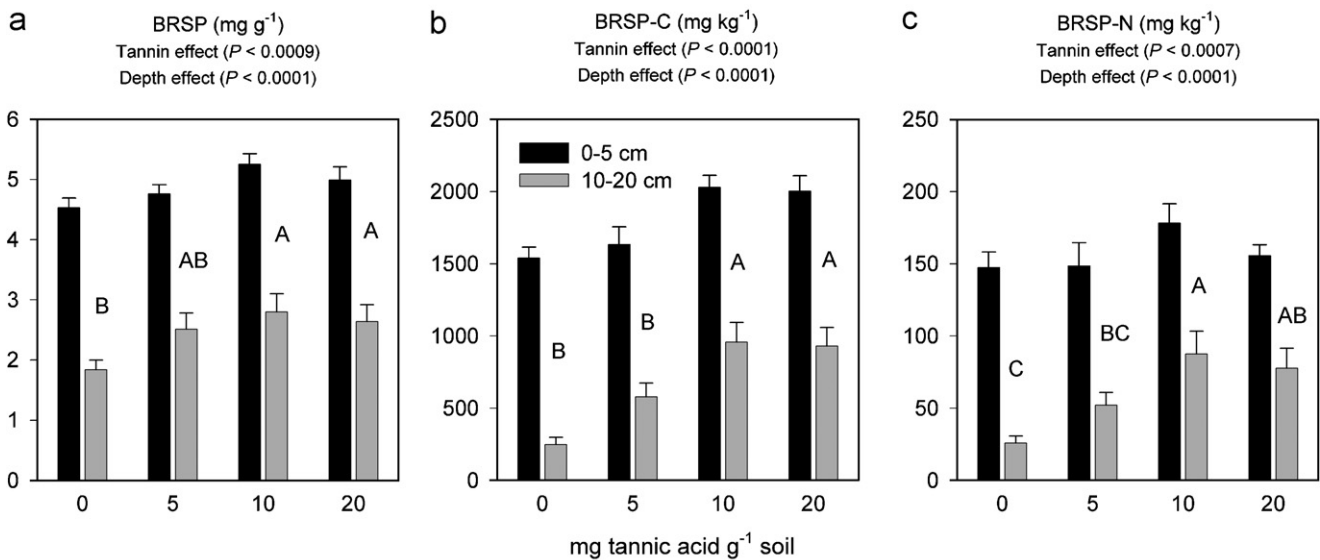 a
BRSP (mg g⁻¹)
Tannin effect (P < 0.0009)
Depth effect (P < 0.0001)
6
5
4
3
2
1
0
B
AB
A
A
0 5 10 20
b
BRSP-C (mg kg⁻¹)
Tannin effect (P < 0.0001)
Depth effect (P < 0.0001)
2500
2000
1500
1000
500
0
0-5 cm
10-20 cm
B
B
A
A
0 5 10 20
mg tannic acid g⁻¹ soil
c
BRSP-N (mg kg⁻¹)
Tannin effect (P < 0.0007)
Depth effect (P < 0.0001)
250
200
150
100
50
0
C
BC
A
AB
0 5 10 20